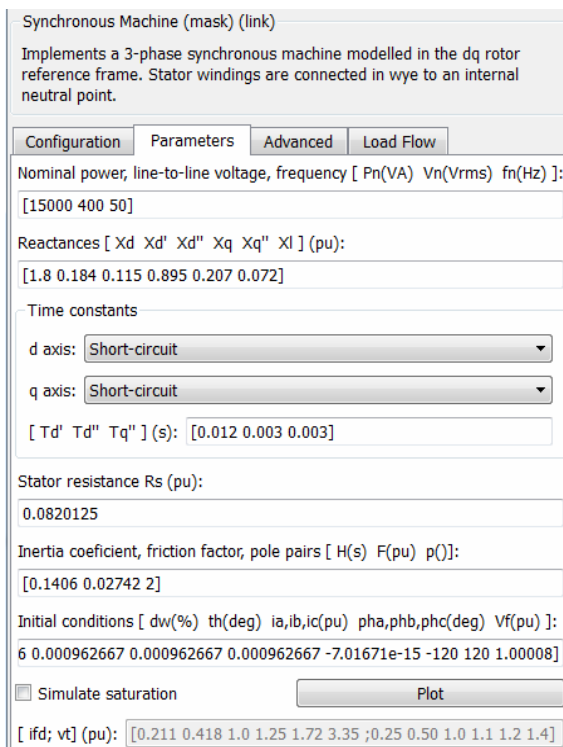 Synchronous Machine (mask) (link)
Implements a 3-phase synchronous machine modelled in the dq rotor
reference frame. Stator windings are connected in wye to an internal
neutral point.
Configuration Parameters Advanced Load Flow
Nominal power, line-to-line voltage, frequency [ Pn(VA) Vn(Vrms) fn(Hz) ]:
[15000 400 50]
Reactances [ Xd Xd' Xd'' Xq Xq'' Xl ] (pu):
[1.8 0.184 0.115 0.895 0.207 0.072]
Time constants
d axis: Short-circuit
q axis: Short-circuit
[ Td' Td'' Tq'' ] (s): [0.012 0.003 0.003]
Stator resistance Rs (pu):
0.0820125
Inertia coeficient, friction factor, pole pairs [ H(s) F(pu) p()]:
[0.1406 0.02742 2]
Initial conditions [ dw(%) th(deg) ia,ib,ic(pu) pha,phb,phc(deg) Vf(pu) ]:
6 0.000962667 0.000962667 0.000962667 -7.01671e-15 -120 120 1.00008]
Simulate saturation Plot
[ ifd; vt] (pu): [0.211 0.418 1.0 1.25 1.72 3.35 ;0.25 0.50 1.0 1.1 1.2 1.4]